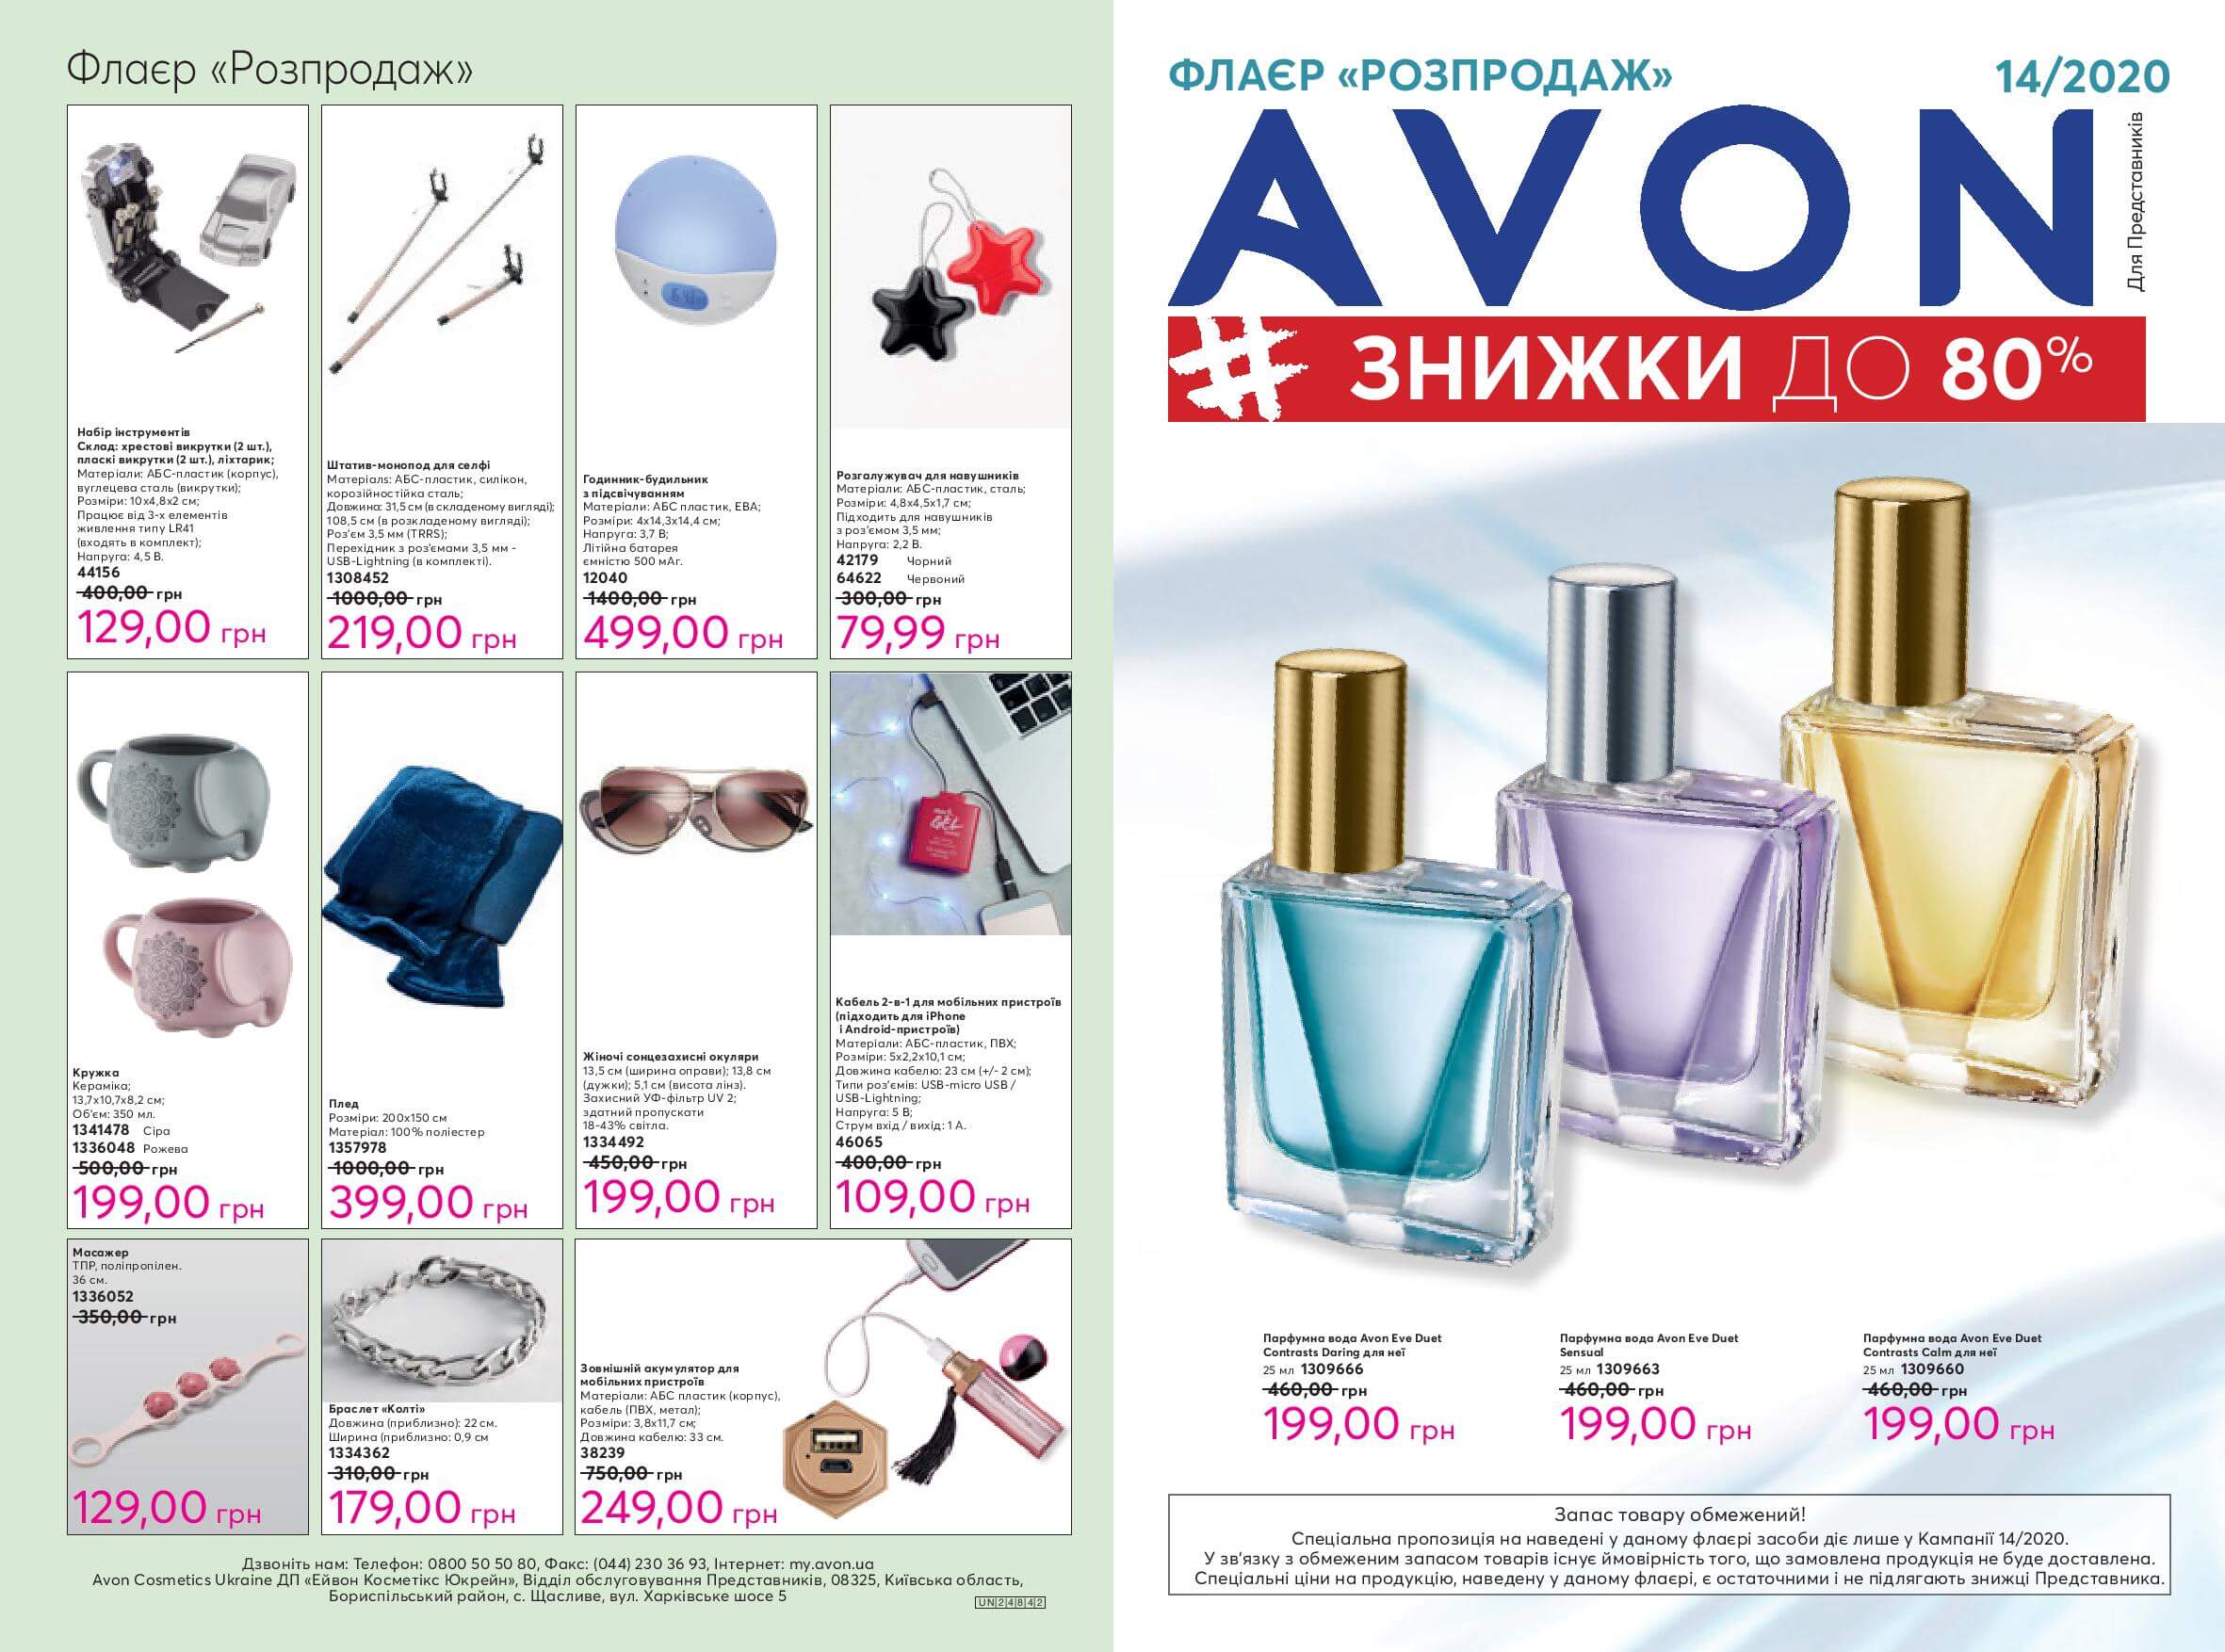 Флаєр «Розпродаж»
Набір інструментів
Склад: хрестові викрутки (2 шт.),
пласкі викрутки (2 шт.), ліхтарик;
Матеріали: АБС-пластик (корпус),
вуглецева сталь (викрутки);
Розміри: 10х4,8х2 см;
Працює від 3-х елементів
живлення типу LR41
(входять в комплект);
Напруга: 4,5 В.
44156
400,00 грн
129,00 грн
Штатив-монопод для селфі
Матеріалs: АБС-пластик, силікон,
корозійностійка сталь;
Довжина: 31,5 см (в складеному вигляді);
108,5 см (в розкладеному вигляді);
Роз'єм 3,5 мм (TRRS);
Перехідник з роз'ємами 3,5 мм -
USB-Lightning (в комплекті).
1308452
1000,00 грн
219,00 грн
Годинник-будильник
з підсвічуванням
Матеріали: АБС пластик, ЕВА;
Розміри: 4х14,3х14,4 см;
Напруга: 3,7 В;
Літійна батарея
ємністю 500 мАг.
12040
1400,00 грн
499,00 грн
Розгалужувач для навушників
Матеріали: АБС-пластик, сталь;
Розміри: 4,8х4,5х1,7 см;
Підходить для навушників
з роз'ємом 3,5 мм;
Напруга: 2,2 В.
42179 Чорний
64622 Червоний
300,00 грн
79,99 грн
Кружка
Кераміка;
13,7х10,7х8,2 см;
Об'єм: 350 мл.
1341478 Сіра
1336048 Рожева
500,00 грн
199,00 грн
Плед
Розміри: 200х150 см
Матеріал: 100% поліестер
1357978
1000,00 грн
399,00 грн
Жіночі сонцезахисні окуляри
13,5 см (ширина оправи); 13,8 см
(дужки); 5,1 см (висота лінз).
Захисний УФ-фільтр UV 2;
здатний пропускати
18-43% світла.
1334492
450,00 грн
199,00 грн
GEL
Кабель 2-в-1 для мобільних пристроїв
(підходить для iPhone
і Android-пристроїв)
Матеріали: АБС-пластик, ПВХ;
Розміри: 5х2,2х10,1 см;
Довжина кабелю: 23 см (+/- 2 см);
Типи роз'ємів: USB-micro USB /
USB-Lightning;
Напруга: 5 В;
Струм вхід / вихід: 1 А.
46065
400,00 грн
109,00 грн
Масажер
ТПР, поліпропілен.
36 см.
1336052
350,00 грн
129,00 грн
Браслет «Колті»
Довжина (приблизно): 22 см.
Ширина (приблизно: 0,9 см
1334362
310,00 грн
179,00 грн
Зовнішній акумулятор для
мобільних пристроїв
Матеріали: АБС пластик (корпус),
кабель (ПВХ, метал);
Розміри: 3,8х11,7 см;
Довжина кабелю: 33 см.
38239
750,00 грн
249,00 грн
Дзвоніть нам: Телефон: 0800 50 50 80, Факс: (044) 230 36 93, Інтернет: my.avon.ua
Avon Cosmetics Ukraine ДП «Ейвон Косметікс Юкрейн», Відділ обслуговування Представників, 08325, Київська область,
Бориспільський район, с. Щасливе, вул. Харківське шосе 5
UN|2|4|8|4|2
ФЛАЄР «РОЗПРОДАЖ» 14/2020
AVON
Для Представників
# ЗНИЖКИ ДО 80%
Парфумна вода Avon Eve Duet
Contrasts Daring для неї
25 мл 1309666
460,00 грн
199,00 грн
Парфумна вода Avon Eve Duet
Sensual
25 мл 1309663
460,00 грн
199,00 грн
Парфумна вода Avon Eve Duet
Contrasts Calm для неї
25 мл 1309660
460,00 грн
199,00 грн
Запас товару обмежений!
Спеціальна пропозиція на наведені у даному флаєрі засоби діє лише у Кампанії 14/2020.
У зв'язку з обмеженим запасом товарів існує ймовірність того, що замовлена продукція не буде доставлена.
Спеціальні ціни на продукцію, наведену у даному флаєрі, є остаточними і не підлягають знижці Представника.